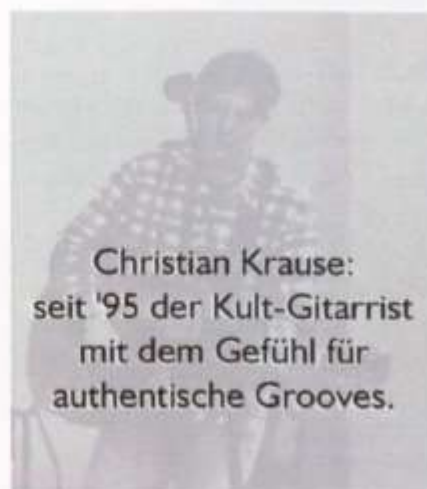 Christian Krause:
seit '95 der Kult-Gitarrist
mit dem Gefühl für
authentische Grooves.